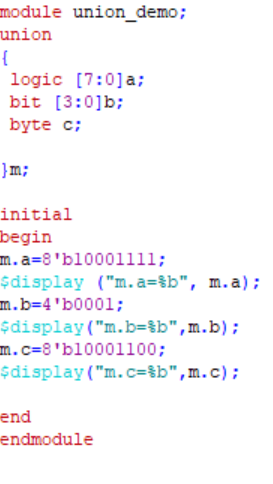 module union_demo;
union
{
logic [7:0]a;
bit [3:0]b;
byte c;
}m;
initial
begin
m.a=8'b10001111;
$display ("m.a=%b", m.a);
m.b=4'b0001;
$display("m.b=%b",m.b);
m.c=8'b10001100;
$display("m.c=%b",m.c);
end
endmodule